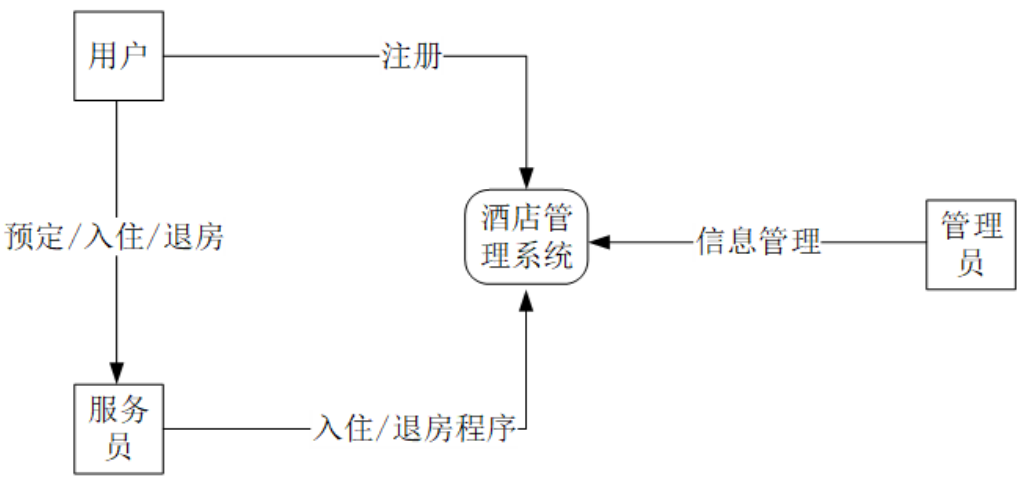 用户
注册
酒店管
理系统
预定/入住/退房
信息管理
管理
员
服务
员
入住/退房程序